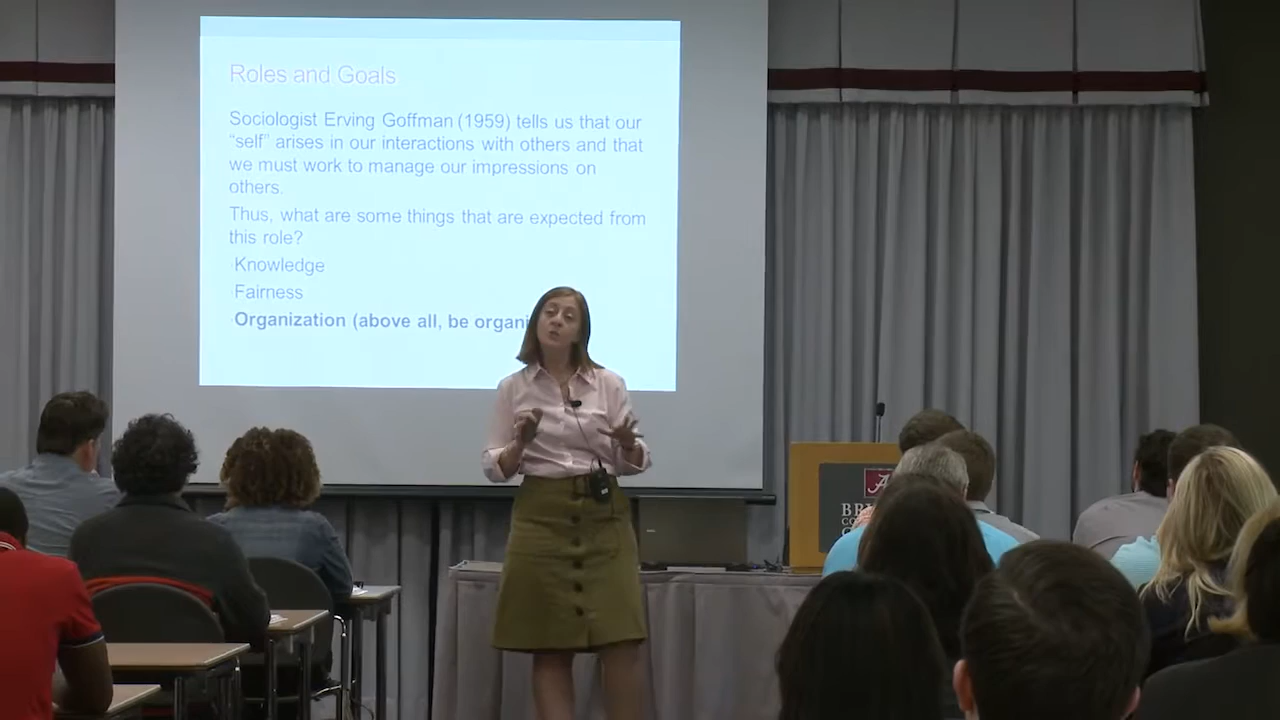 Roles and Goals
Sociologist Erving Goffman (1959) tells us that our
“self” arises in our interactions with others and that
we must work to manage our impressions on
others.
Thus, what are some things that are expected from
this role?
Knowledge
Fairness
Organization (above all, be
A